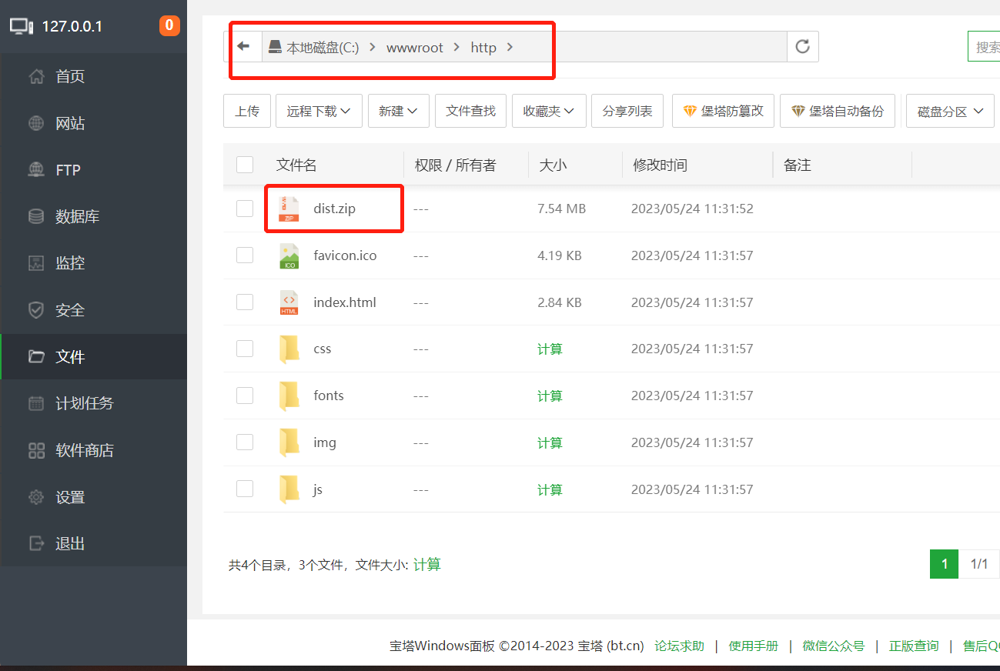 127.0.0.1 0
首页
网站
FTP
数据库
监控
安全
文件
计划任务
软件商店
设置
退出
本地磁盘(C:) wwwroot http
搜索
上传 远程下载 新建 文件查找 收藏夹 分享列表 堡塔防篡改 堡塔自动备份 磁盘分区
文件名 权限 / 所有者 大小 修改时间 备注
ZIP dist.zip --- 7.54 MB 2023/05/24 11:31:52
ICO favicon.ico --- 4.19 KB 2023/05/24 11:31:57
HTML index.html --- 2.84 KB 2023/05/24 11:31:57
css --- 计算 2023/05/24 11:31:57
fonts --- 计算 2023/05/24 11:31:57
img --- 计算 2023/05/24 11:31:57
js --- 计算 2023/05/24 11:31:57
共4个目录，3个文件，文件大小: 计算
1 1/1
宝塔Windows面板 ©2014-2023 宝塔 (bt.cn) 论坛求助 | 使用手册 | 微信公众号 | 正版查询 | 售后Q